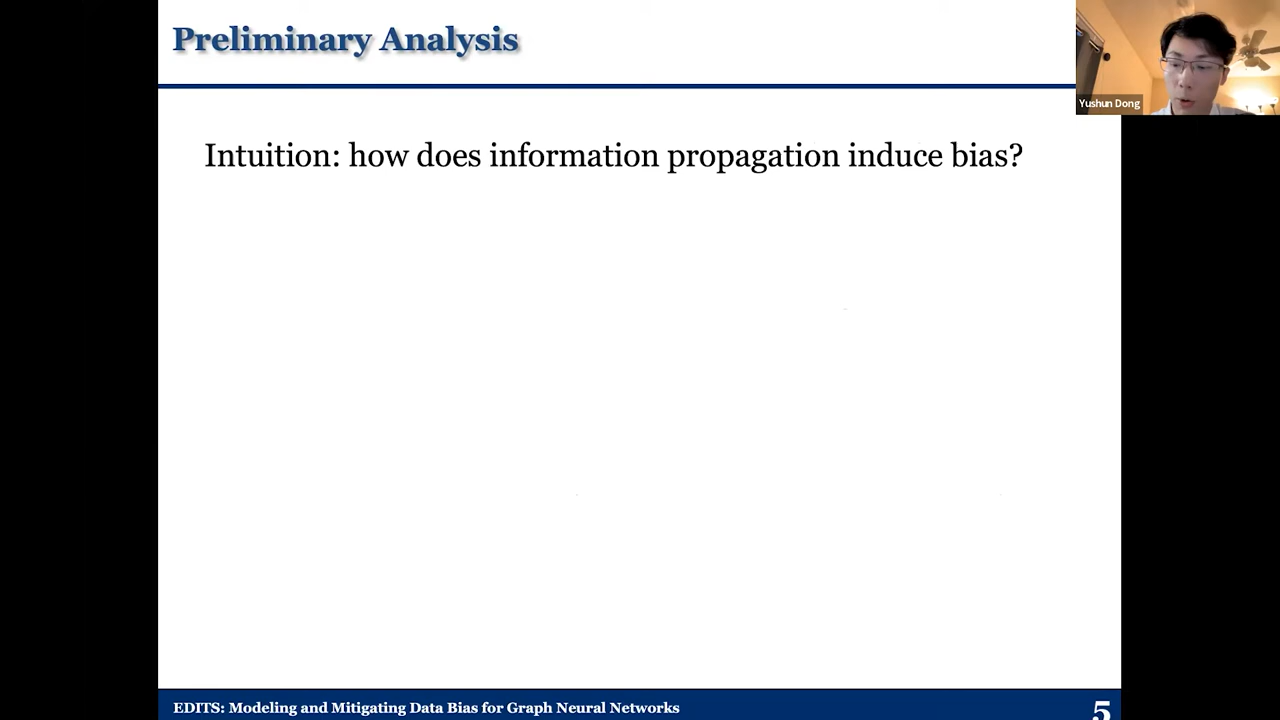 Preliminary Analysis
Yushun Dong
Intuition: how does information propagation induce bias?
EDITS: Modeling and Mitigating Data Bias for Graph Neural Networks
5